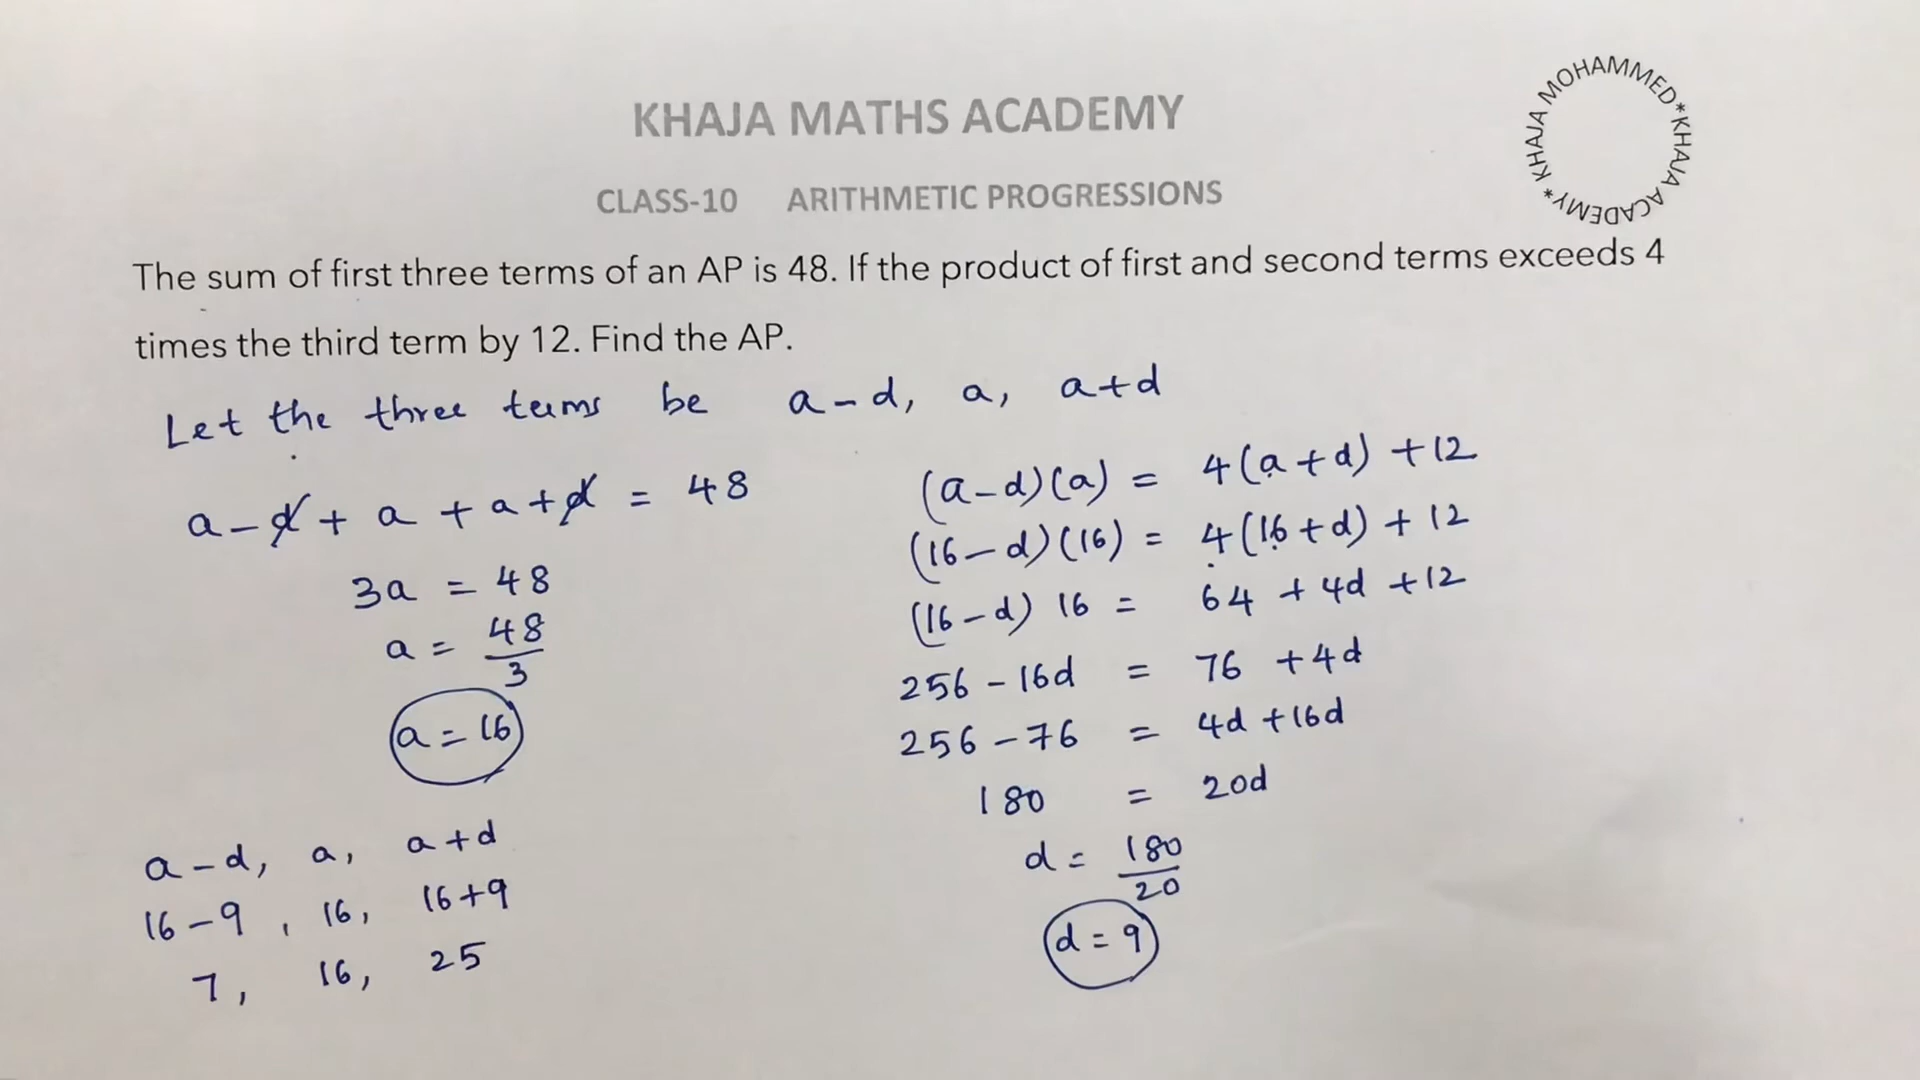 KHAJA MATHS ACADEMY
* KHAJA MOHAMMED * KHAJA ACADEMY
CLASS-10 ARITHMETIC PROGRESSIONS
The sum of first three terms of an AP is 48. If the product of first and second terms exceeds 4
times the third term by 12. Find the AP.
Let the three terms be a-d, a, a+d
a-d + a + a+d = 48
3a = 48
a = 48/3
a = 16
a-d, a, a+d
16-9, 16, 16+9
7, 16, 25
(a-d)(a) = 4(a+d) +12
(16-d)(16) = 4(16+d) + 12
(16-d) 16 = 64 + 4d +12
256 - 16d = 76 +4d
256 - 76 = 4d +16d
180 = 20d
d = 180/20
d = 9